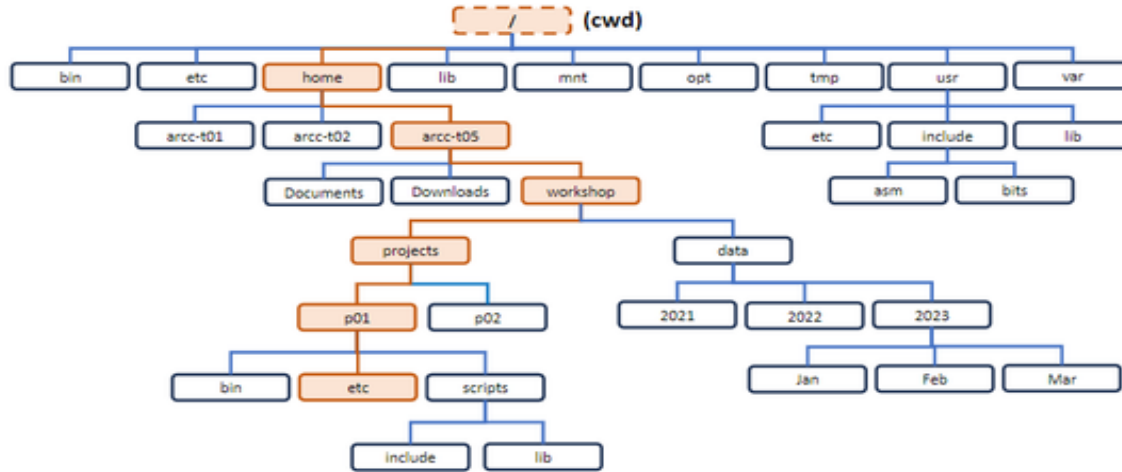 / (cwd)
bin etc home lib mnt opt tmp usr var
arcc-t01 arcc-t02 arcc-t05 etc include lib
Documents Downloads workshop asm bits
projects data
p01 p02 2021 2022 2023
bin etc scripts Jan Feb Mar
include lib